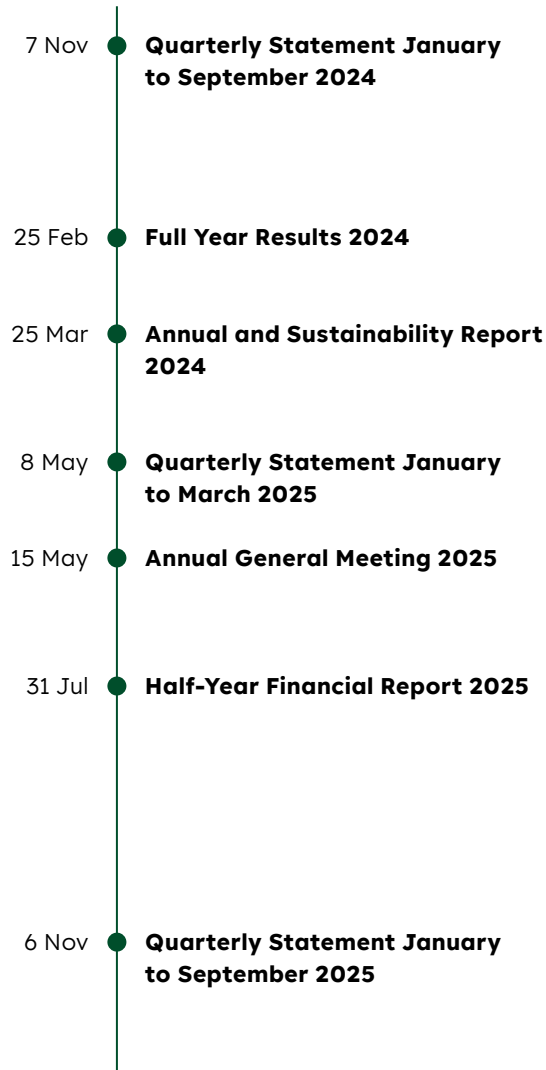 7 Nov Quarterly Statement January
to September 2024
25 Feb Full Year Results 2024
25 Mar Annual and Sustainability Report
2024
8 May Quarterly Statement January
to March 2025
15 May Annual General Meeting 2025
31 Jul Half-Year Financial Report 2025
6 Nov Quarterly Statement January
to September 2025